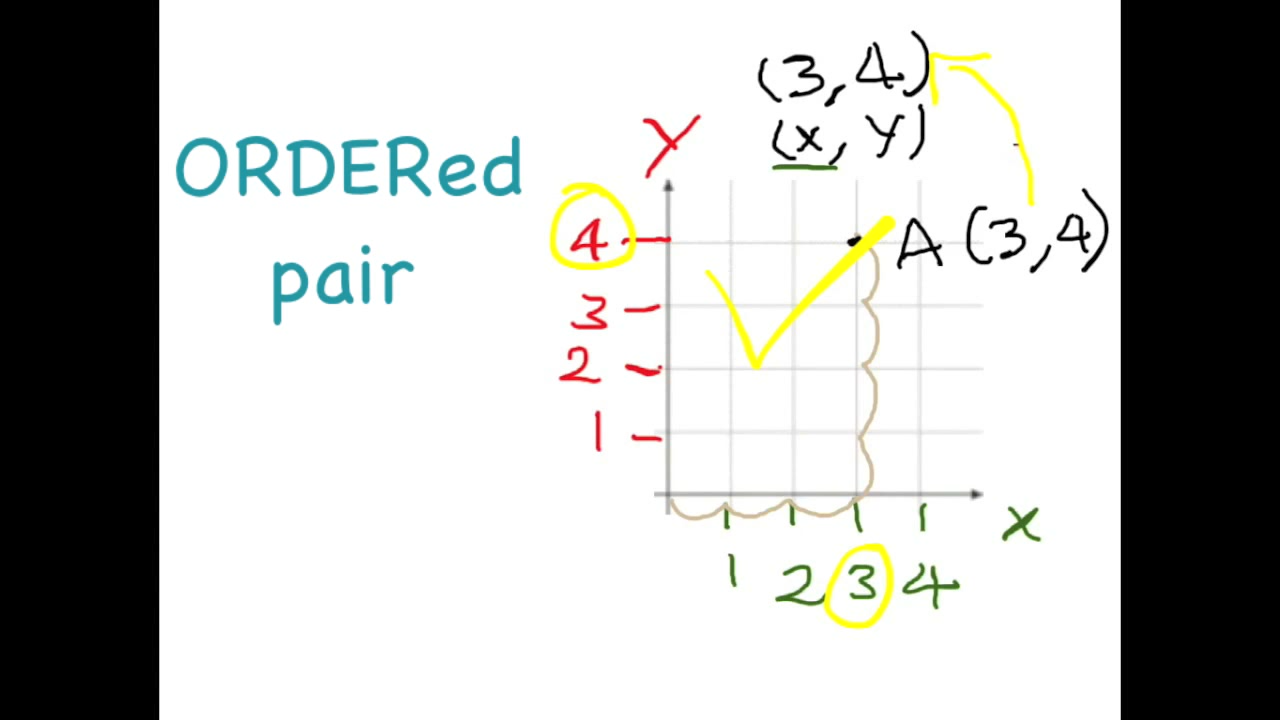 ORDERed
pair
(3,4)
(x,y)
Y
A (3,4)
4
3
2
1
x
1 2 3 4